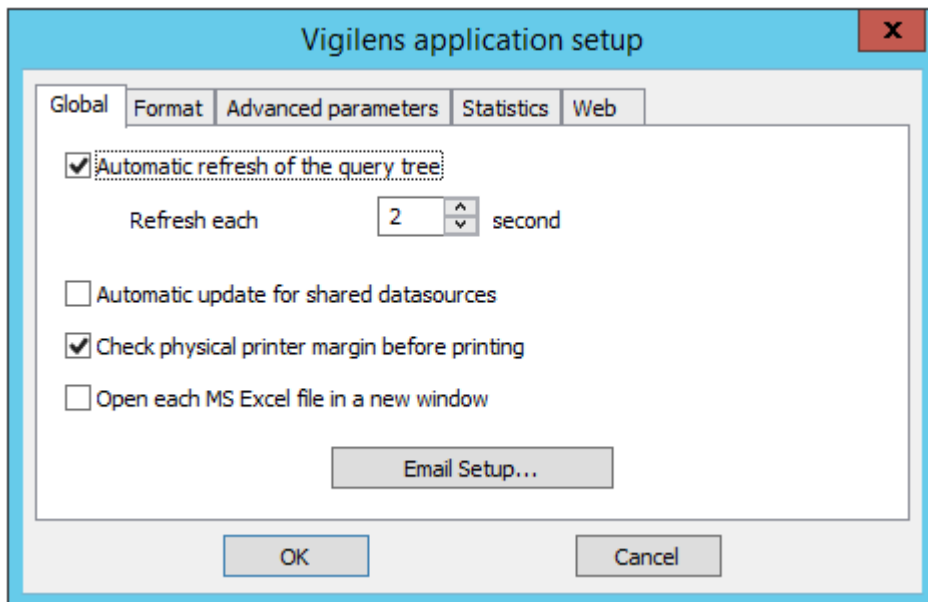 Vigilens application setup
x
Global Format Advanced parameters Statistics Web
Automatic refresh of the query tree
Refresh each 2 second
Automatic update for shared datasources
Check physical printer margin before printing
Open each MS Excel file in a new window
Email Setup...
OK Cancel